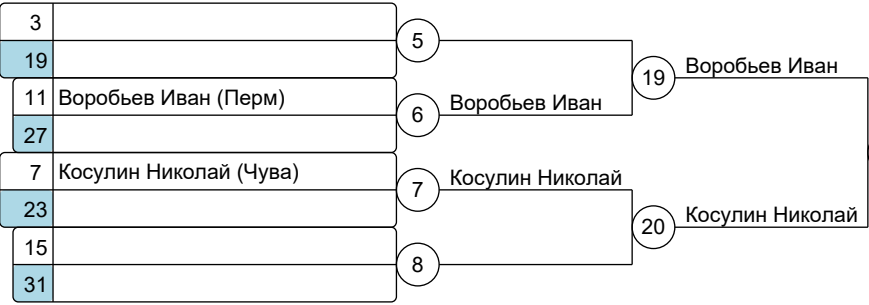 3
19
5
11 Воробьев Иван (Перм)
27
6
Воробьев Иван
19
Воробьев Иван
7 Косулин Николай (Чува)
23
7
Косулин Николай
15
31
8
20
Косулин Николай